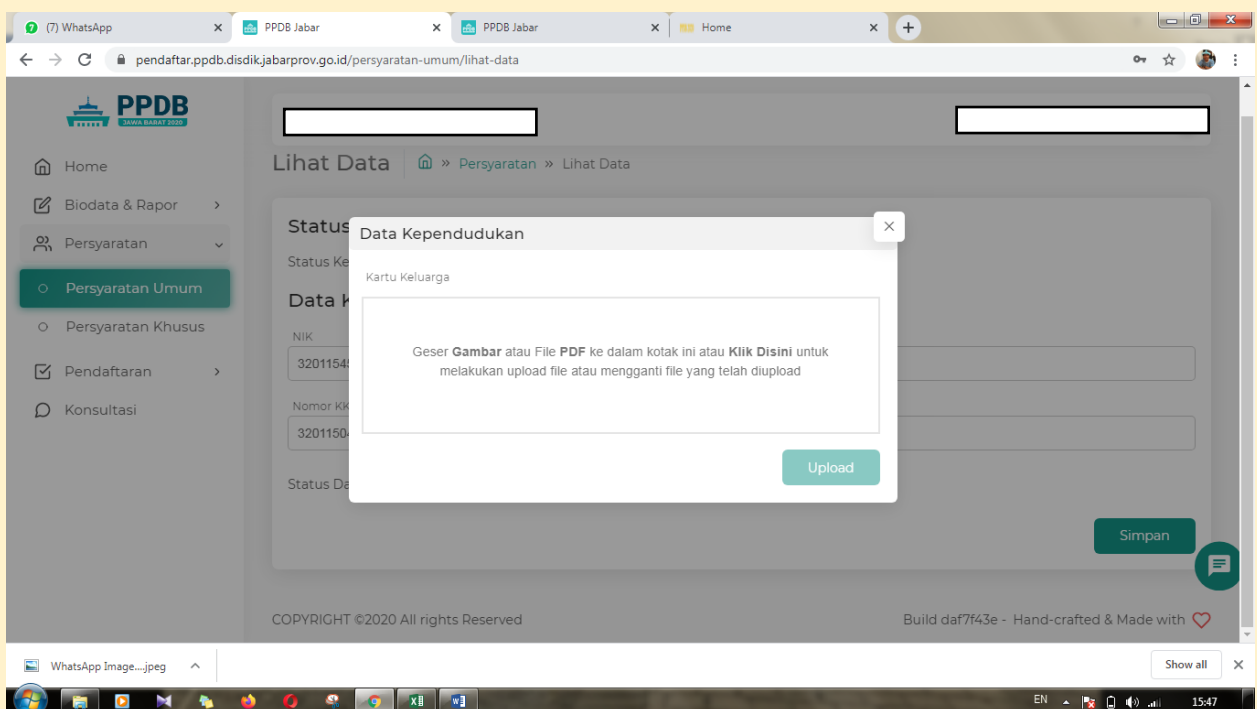 (7) WhatsApp
PPDB Jabar
PPDB Jabar
Home
pendaftar.ppdb.disdik.jabarprov.go.id/persyaratan-umum/lihat-data
PPDB
JAWA BARAT 2020
Home
Biodata & Rapor
Persyaratan
Persyaratan Umum
Persyaratan Khusus
Pendaftaran
Konsultasi
Lihat Data » Persyaratan » Lihat Data
Status
Status Ke
Data K
NIK
32011545
Nomor KK
3201150
Status Da
Data Kependudukan
Kartu Keluarga
Geser Gambar atau File PDF ke dalam kotak ini atau Klik Disini untuk
melakukan upload file atau mengganti file yang telah diupload
Upload
Simpan
COPYRIGHT ©2020 All rights Reserved
Build daf7f43e - Hand-crafted & Made with
WhatsApp Image....jpeg
Show all
EN
15:47